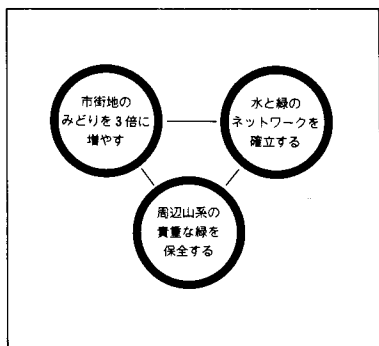 市街地の
みどりを3倍に
増やす
水と緑の
ネットワークを
確立する
周辺山系の
貴重な緑を
保全する